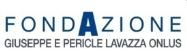 FONDAZIONE
GIUSEPPE E PERICLE LAVAZZA ONLUS